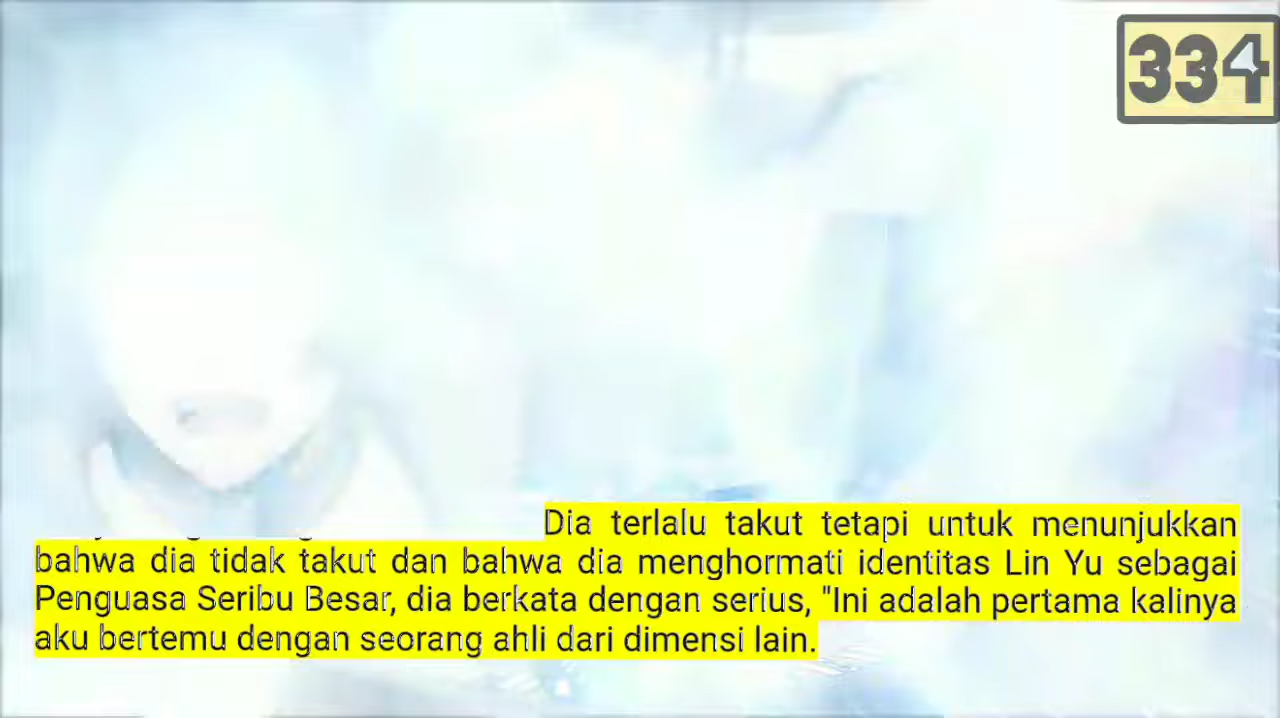 334
Dia terlalu takut tetapi untuk menunjukkan
bahwa dia tidak takut dan bahwa dia menghormati identitas Lin Yu sebagai
Penguasa Seribu Besar, dia berkata dengan serius, "Ini adalah pertama kalinya
aku bertemu dengan seorang ahli dari dimensi lain.